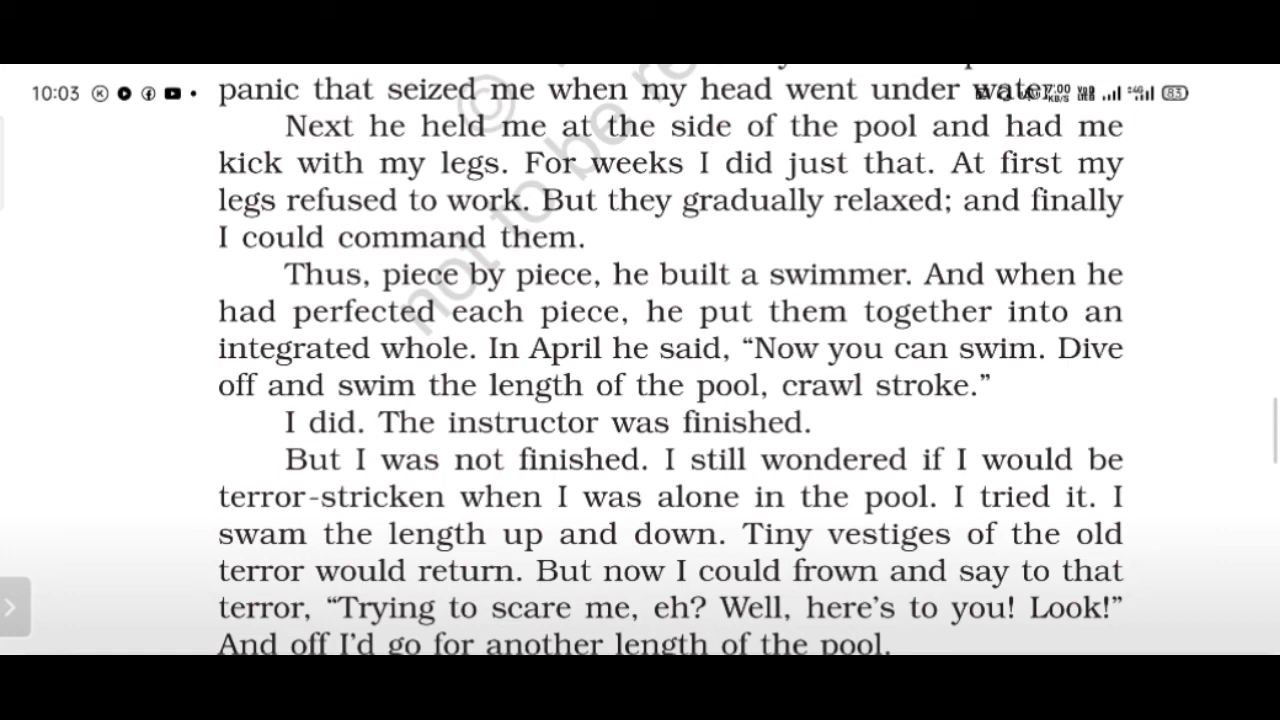 10:03
panic that seized me when my head went under water.
Next he held me at the side of the pool and had me
kick with my legs. For weeks I did just that. At first my
legs refused to work. But they gradually relaxed; and finally
I could command them.
Thus, piece by piece, he built a swimmer. And when he
had perfected each piece, he put them together into an
integrated whole. In April he said, “Now you can swim. Dive
off and swim the length of the pool, crawl stroke.”
I did. The instructor was finished.
But I was not finished. I still wondered if I would be
terror-stricken when I was alone in the pool. I tried it. I
swam the length up and down. Tiny vestiges of the old
terror would return. But now I could frown and say to that
terror, “Trying to scare me, eh? Well, here’s to you! Look!”
And off I’d go for another length of the pool.
© not to be re